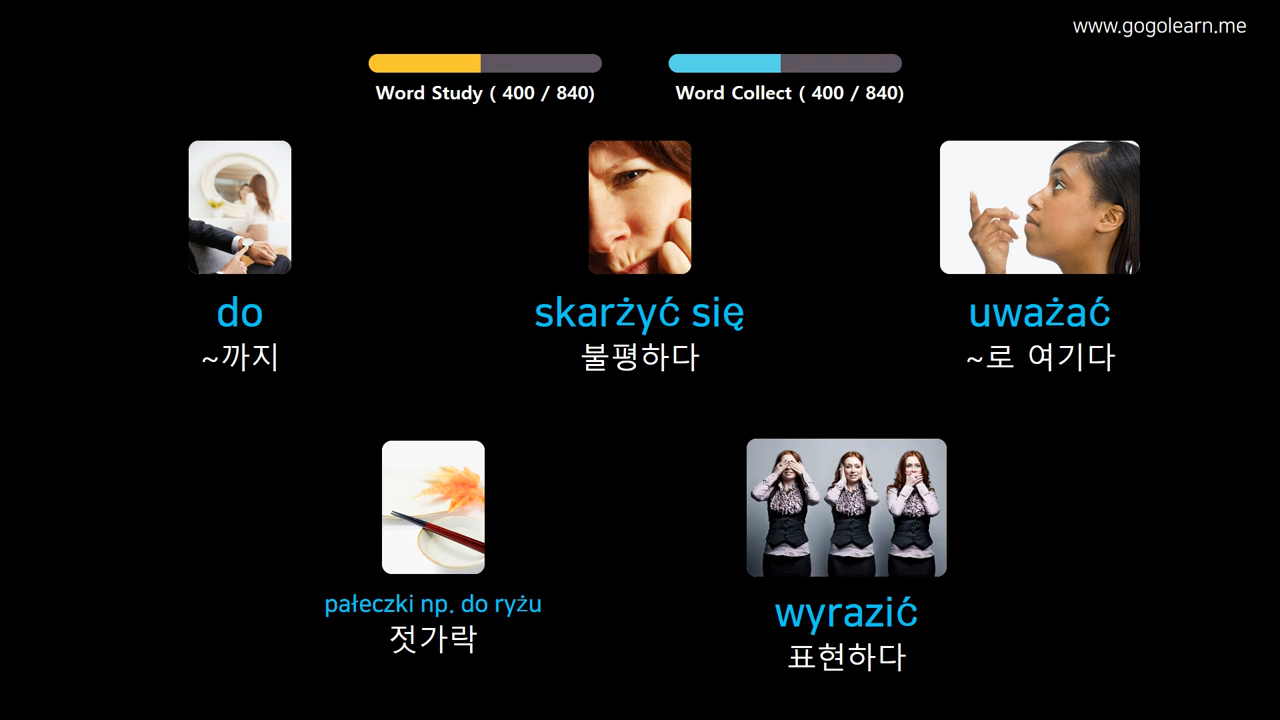 www.gogolearn.me
Word Study ( 400 / 840)
Word Collect ( 400 / 840)
do
~까지
skarżyć się
불평하다
uważać
~로 여기다
pałeczki np. do ryżu
젓가락
wyrazić
표현하다